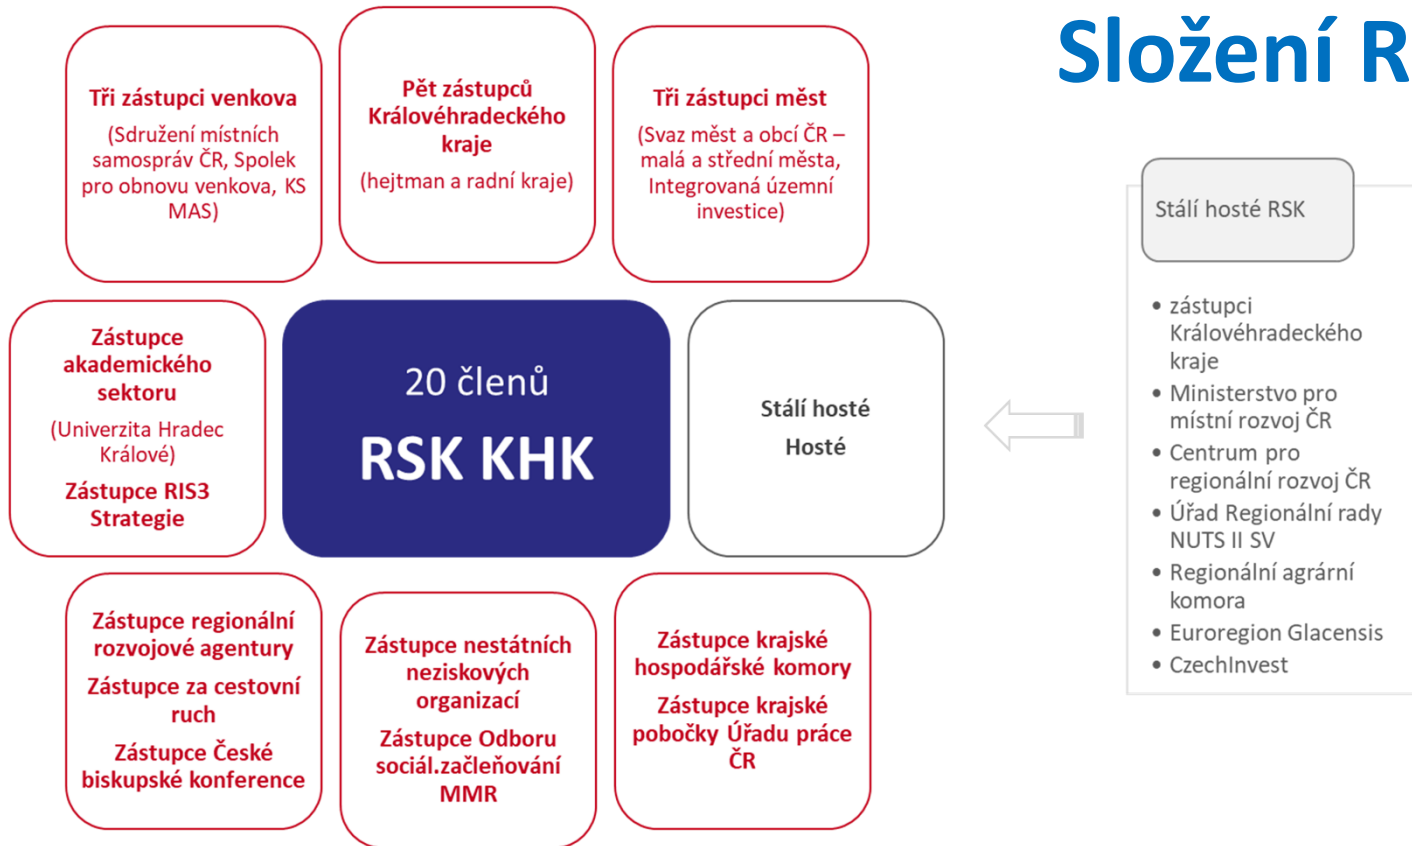 Složení R
Tři zástupci venkova
(Sdružení místních
samospráv ČR, Spolek
pro obnovu venkova, KS
MAS)
Pět zástupců
Královéhradeckého
kraje
(hejtman a radní kraje)
Tři zástupci měst
(Svaz měst a obcí ČR –
malá a střední města,
Integrovaná územní
investice)
Zástupce
akademického
sektoru
(Univerzita Hradec
Králové)
Zástupce RIS3
Strategie
20 členů
RSK KHK
Stálí hosté
Hosté
Zástupce regionální
rozvojové agentury
Zástupce za cestovní
ruch
Zástupce České
biskupské konference
Zástupce nestátních
neziskových
organizací
Zástupce Odboru
sociál.začleňování
MMR
Zástupce krajské
hospodářské komory
Zástupce krajské
pobočky Úřadu práce
ČR
Stálí hosté RSK
• zástupci
Královéhradeckého
kraje
• Ministerstvo pro
místní rozvoj ČR
• Centrum pro
regionální rozvoj ČR
• Úřad Regionální rady
NUTS II SV
• Regionální agrární
komora
• Euroregion Glacensis
• CzechInvest